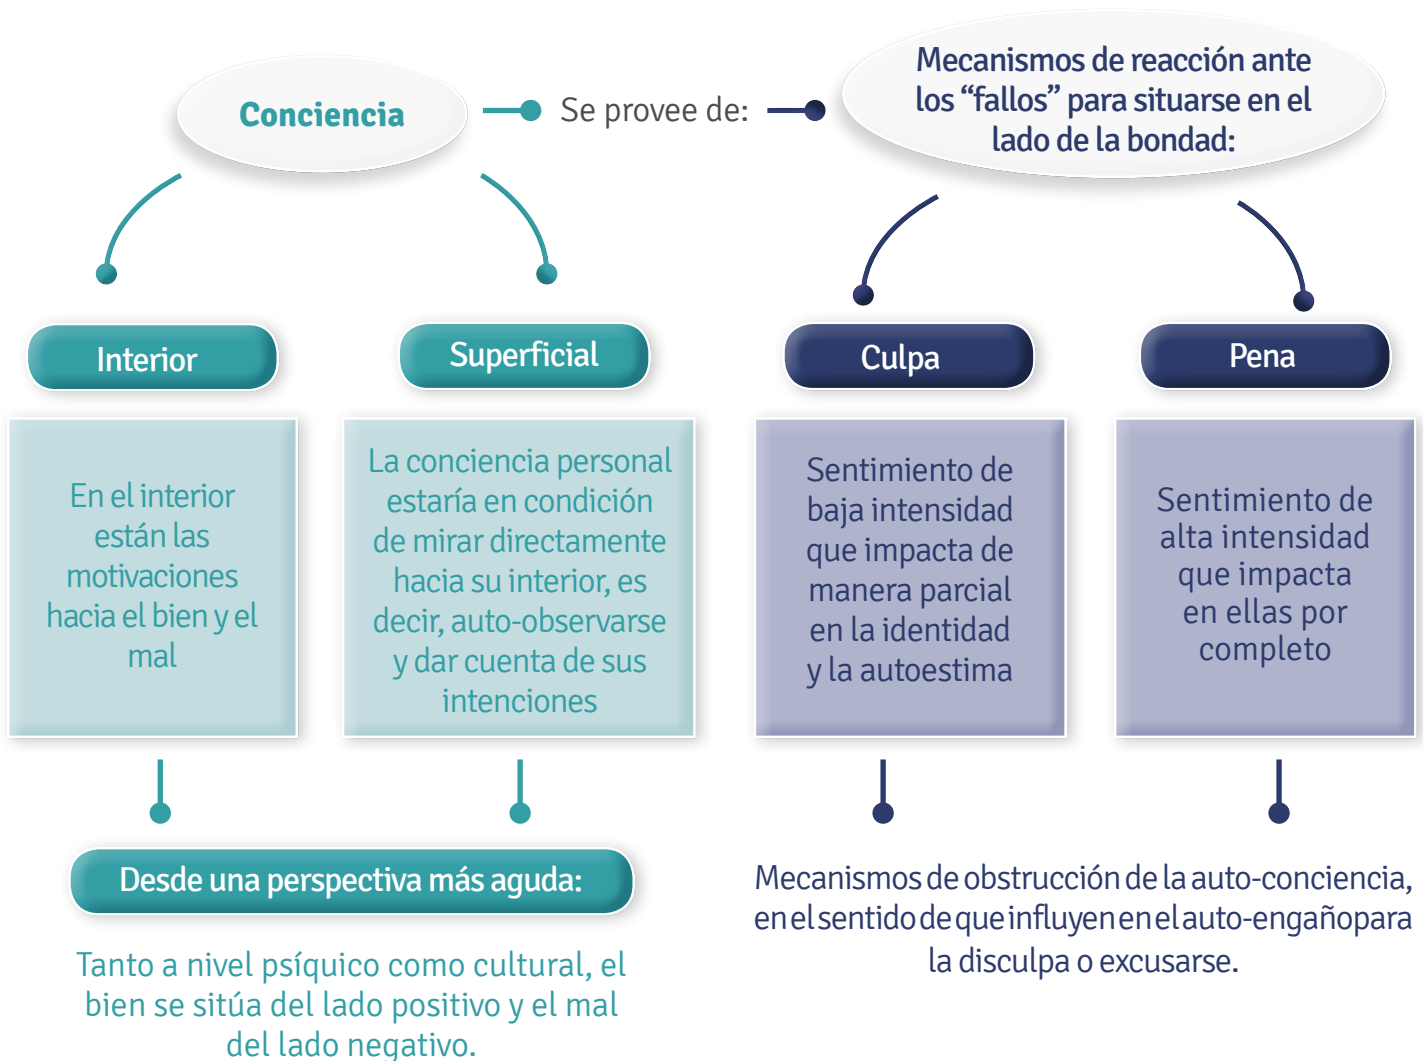 Conciencia
Se provee de:
Mecanismos de reacción ante
los “fallos” para situarse en el
lado de la bondad:
Interior
En el interior
están las
motivaciones
hacia el bien y el
mal
Superficial
La conciencia personal
estaría en condición
de mirar directamente
hacia su interior, es
decir, auto-observarse
y dar cuenta de sus
intenciones
Culpa
Sentimiento de
baja intensidad
que impacta de
manera parcial
en la identidad
y la autoestima
Pena
Sentimiento de
alta intensidad
que impacta
en ellas por
completo
Desde una perspectiva más aguda:
Tanto a nivel psíquico como cultural, el
bien se sitúa del lado positivo y el mal
del lado negativo.
Mecanismos de obstrucción de la auto-conciencia,
en el sentido de que influyen en el auto-engañopara
la disculpa o excusarse.